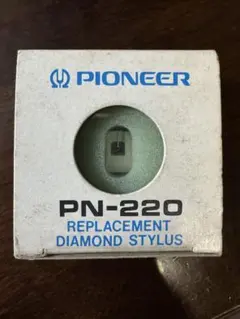 PIONEER
PN-220
REPLACEMENT
DIAMOND STYLUS